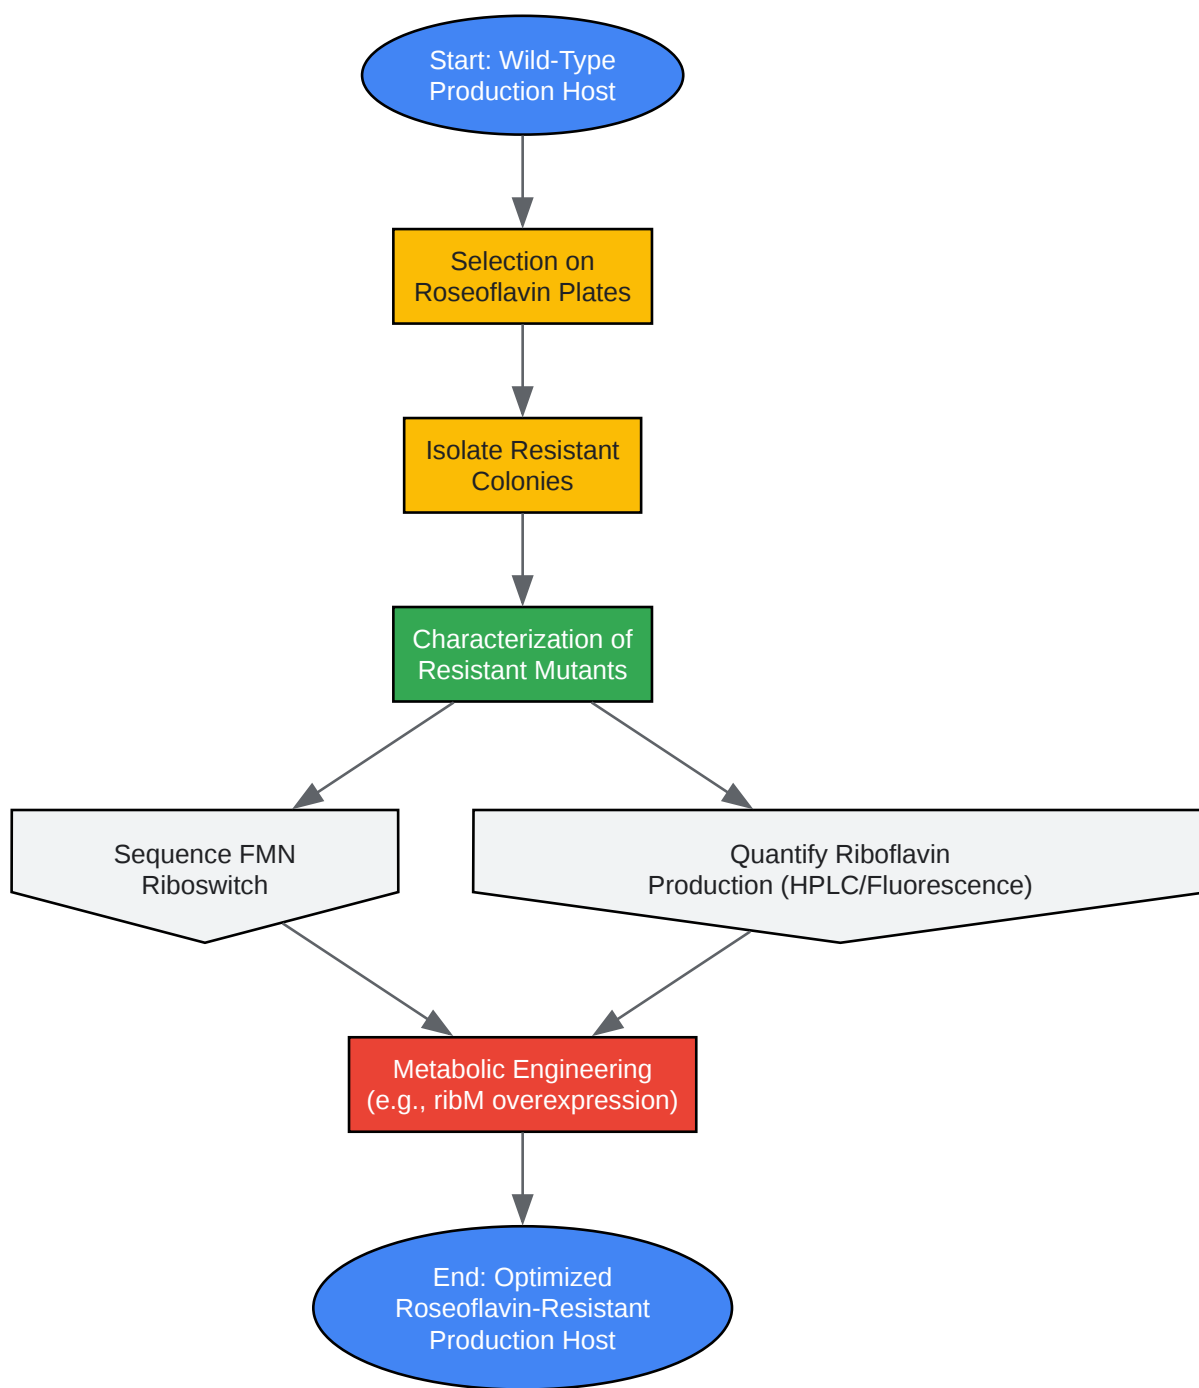 Start: Wild-Type
Production Host
Selection on
Roseoflavin Plates
Isolate Resistant
Colonies
Characterization of
Resistant Mutants
Sequence FMN
Riboswitch
Quantify Riboflavin
Production (HPLC/Fluorescence)
Metabolic Engineering
(e.g., ribM overexpression)
End: Optimized
Roseoflavin-Resistant
Production Host